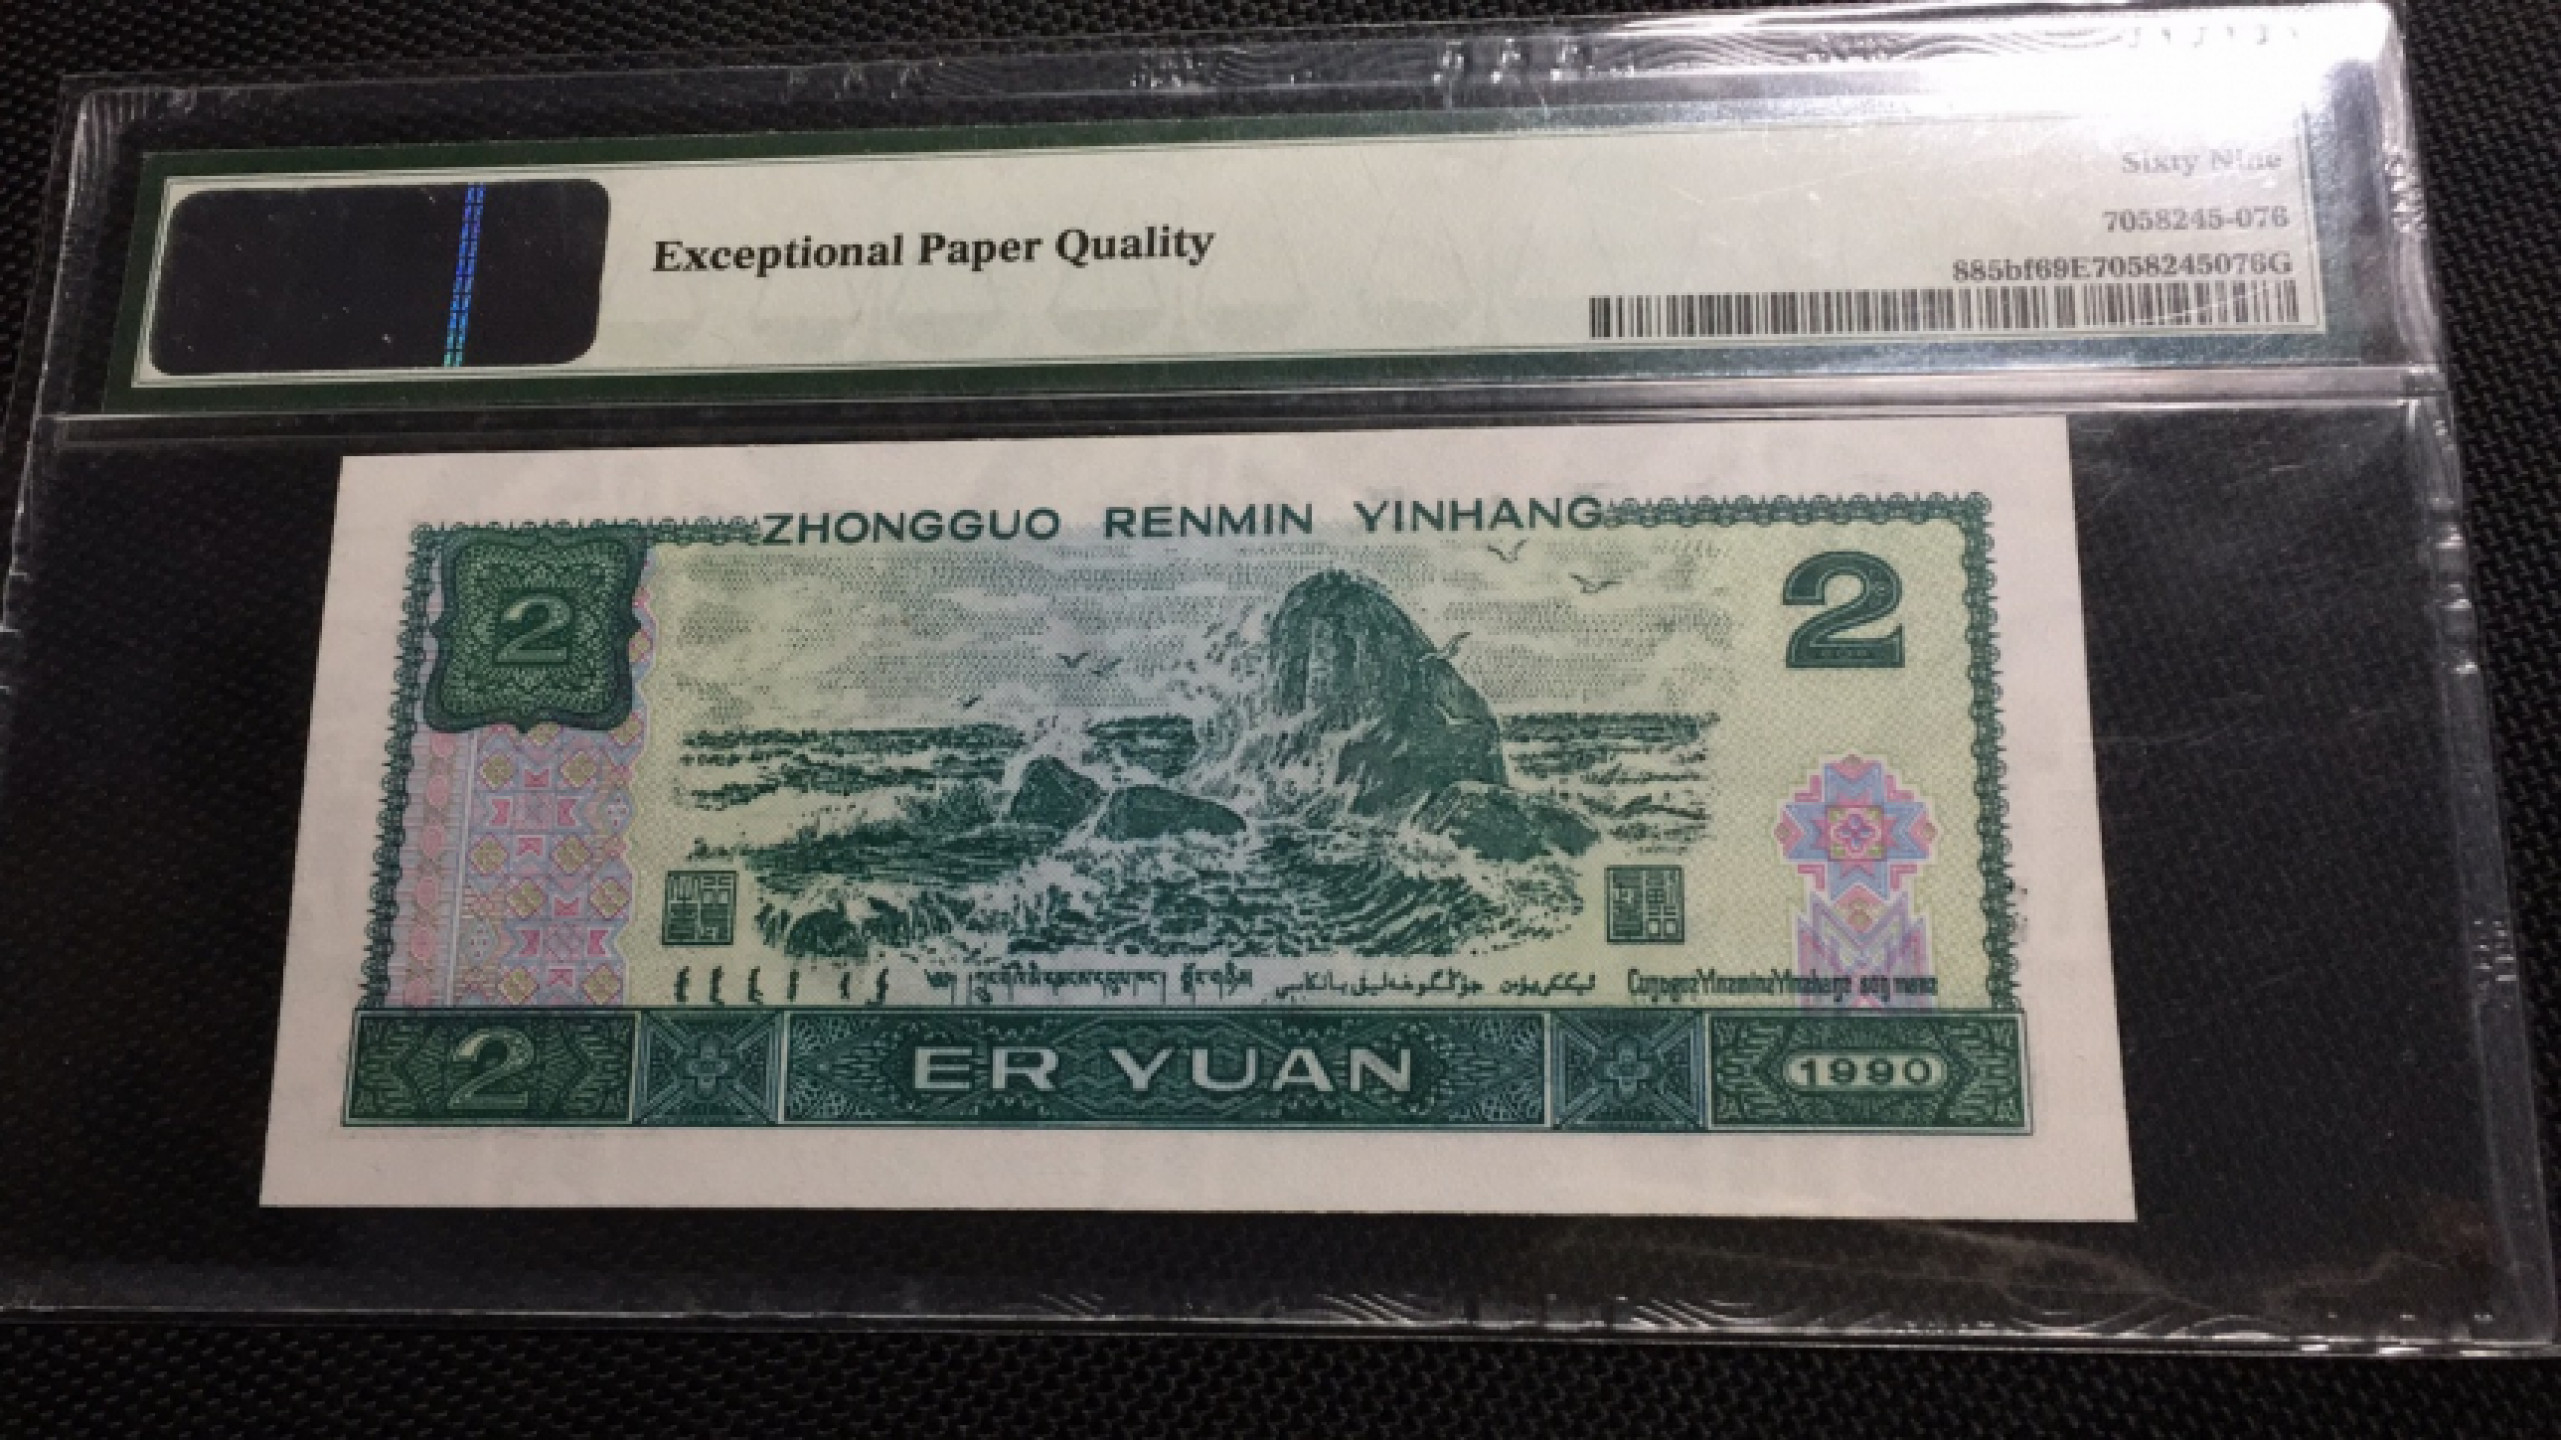 Sixty Nine
7058245-076
Exceptional Paper Quality
885bf69E7058245076G
ZHONGGUO RENMIN YINHANG
2
2
2
ER YUAN
1990